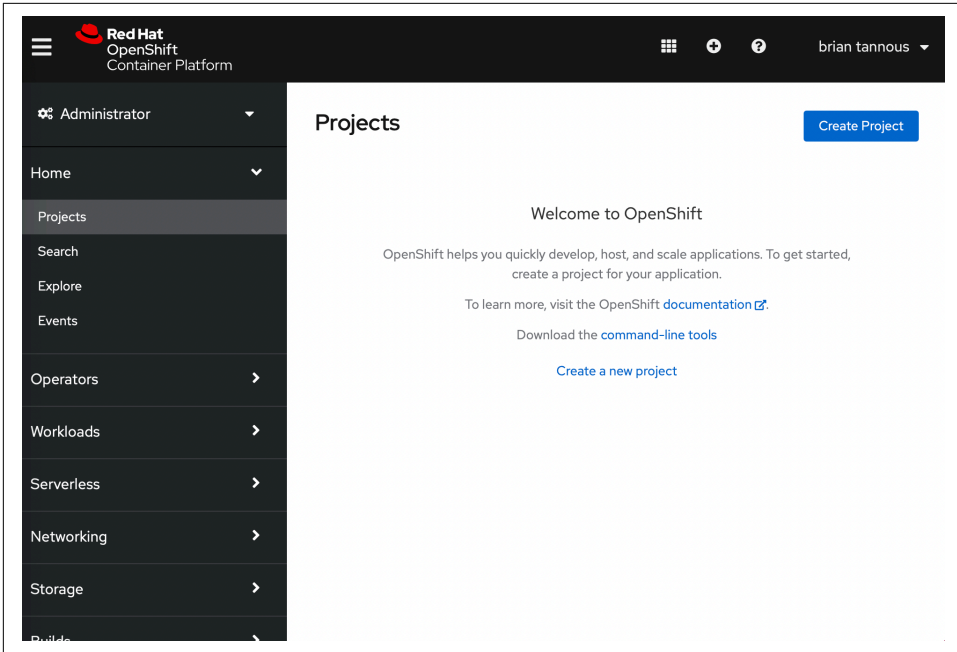 Red Hat
OpenShift
Container Platform
brian tannous
Administrator
Home
Projects
Search
Explore
Events
Operators
Workloads
Serverless
Networking
Storage
Builds
Projects
Create Project
Welcome to OpenShift
OpenShift helps you quickly develop, host, and scale applications. To get started,
create a project for your application.
To learn more, visit the OpenShift documentation.
Download the command-line tools
Create a new project